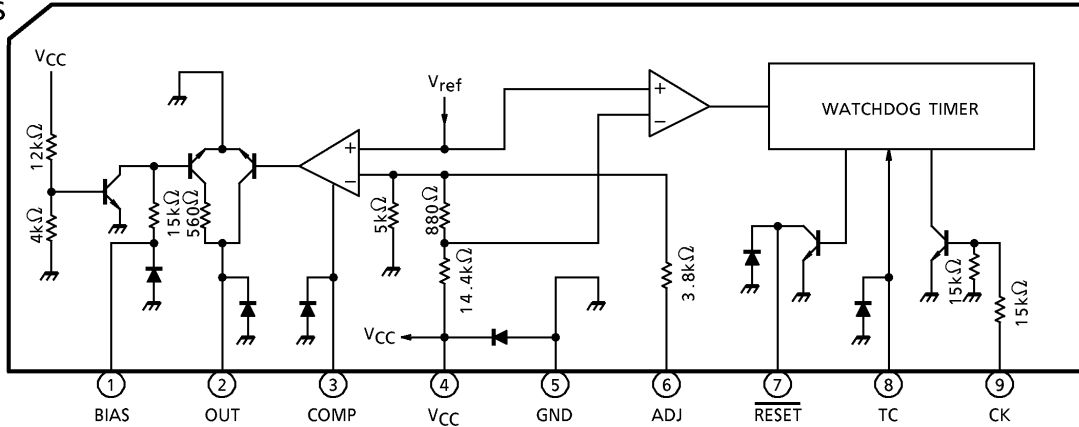 S
VCC
Vref
WATCHDOG TIMER
+
−
+
−
12kΩ
4kΩ
15kΩ
560Ω
5kΩ
880Ω
14.4kΩ
3.8kΩ
15kΩ
15kΩ
VCC
1
2
3
4
5
6
7
8
9
BIAS
OUT
COMP
VCC
GND
ADJ
RESET
TC
CK